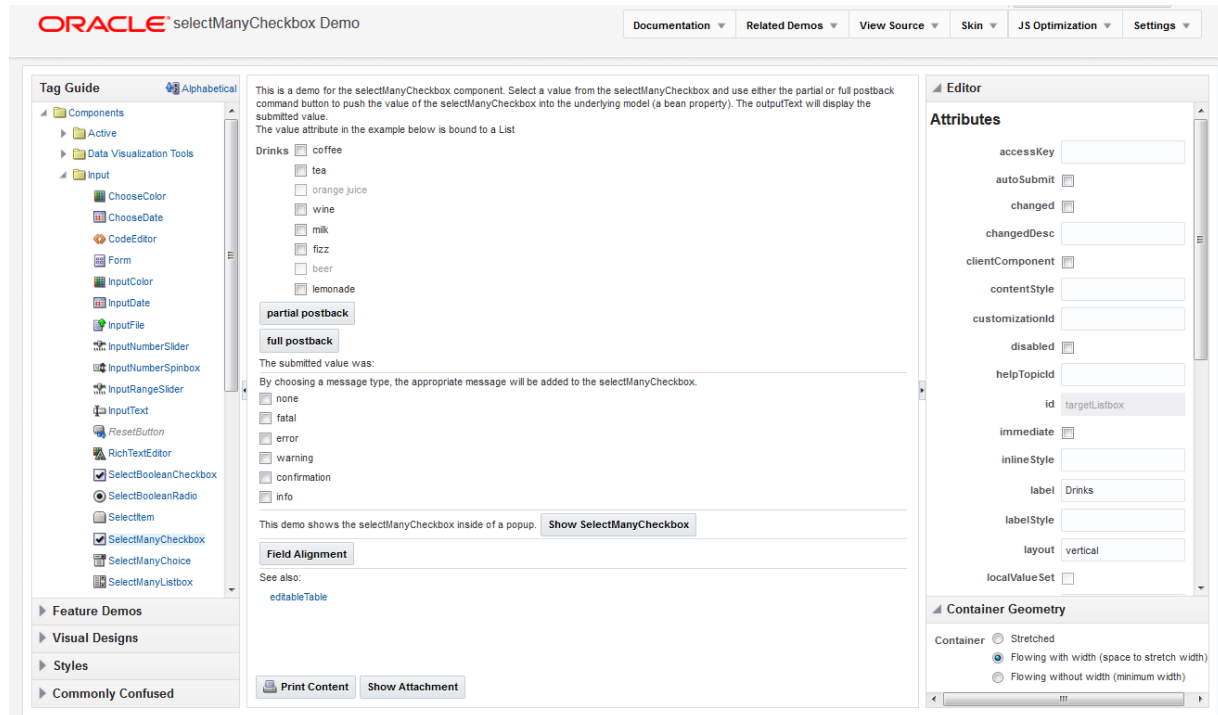 ORACLE selectManyCheckbox Demo
Documentation
Related Demos
View Source
Skin
JS Optimization
Settings
Tag Guide
Alphabetical
Components
Active
Data Visualization Tools
Input
ChooseColor
ChooseDate
CodeEditor
Form
InputColor
InputDate
InputFile
InputNumberSlider
InputNumberSpinbox
InputRangeSlider
InputText
ResetButton
RichTextEditor
SelectBooleanCheckbox
SelectBooleanRadio
SelectItem
SelectManyCheckbox
SelectManyChoice
SelectManyListbox
Feature Demos
Visual Designs
Styles
Commonly Confused
This is a demo for the selectManyCheckbox component. Select a value from the selectManyCheckbox and use either the partial or full postback
command button to push the value of the selectManyCheckbox into the underlying model (a bean property). The outputText will display the
submitted value.
The value attribute in the example below is bound to a List
Drinks coffee
tea
orange juice
wine
milk
fizz
beer
lemonade
partial postback
full postback
The submitted value was:
By choosing a message type, the appropriate message will be added to the selectManyCheckbox.
none
fatal
error
warning
confirmation
info
This demo shows the selectManyCheckbox inside of a popup. Show SelectManyCheckbox
Field Alignment
See also:
editableTable
Print Content
Show Attachment
Editor
Attributes
accessKey
autoSubmit
changed
changedDesc
clientComponent
contentStyle
customizationId
disabled
helpTopicId
id targetListbox
immediate
inlineStyle
label Drinks
labelStyle
layout vertical
localValueSet
Container Geometry
Container Stretched
Flowing with width (space to stretch width)
Flowing without width (minimum width)